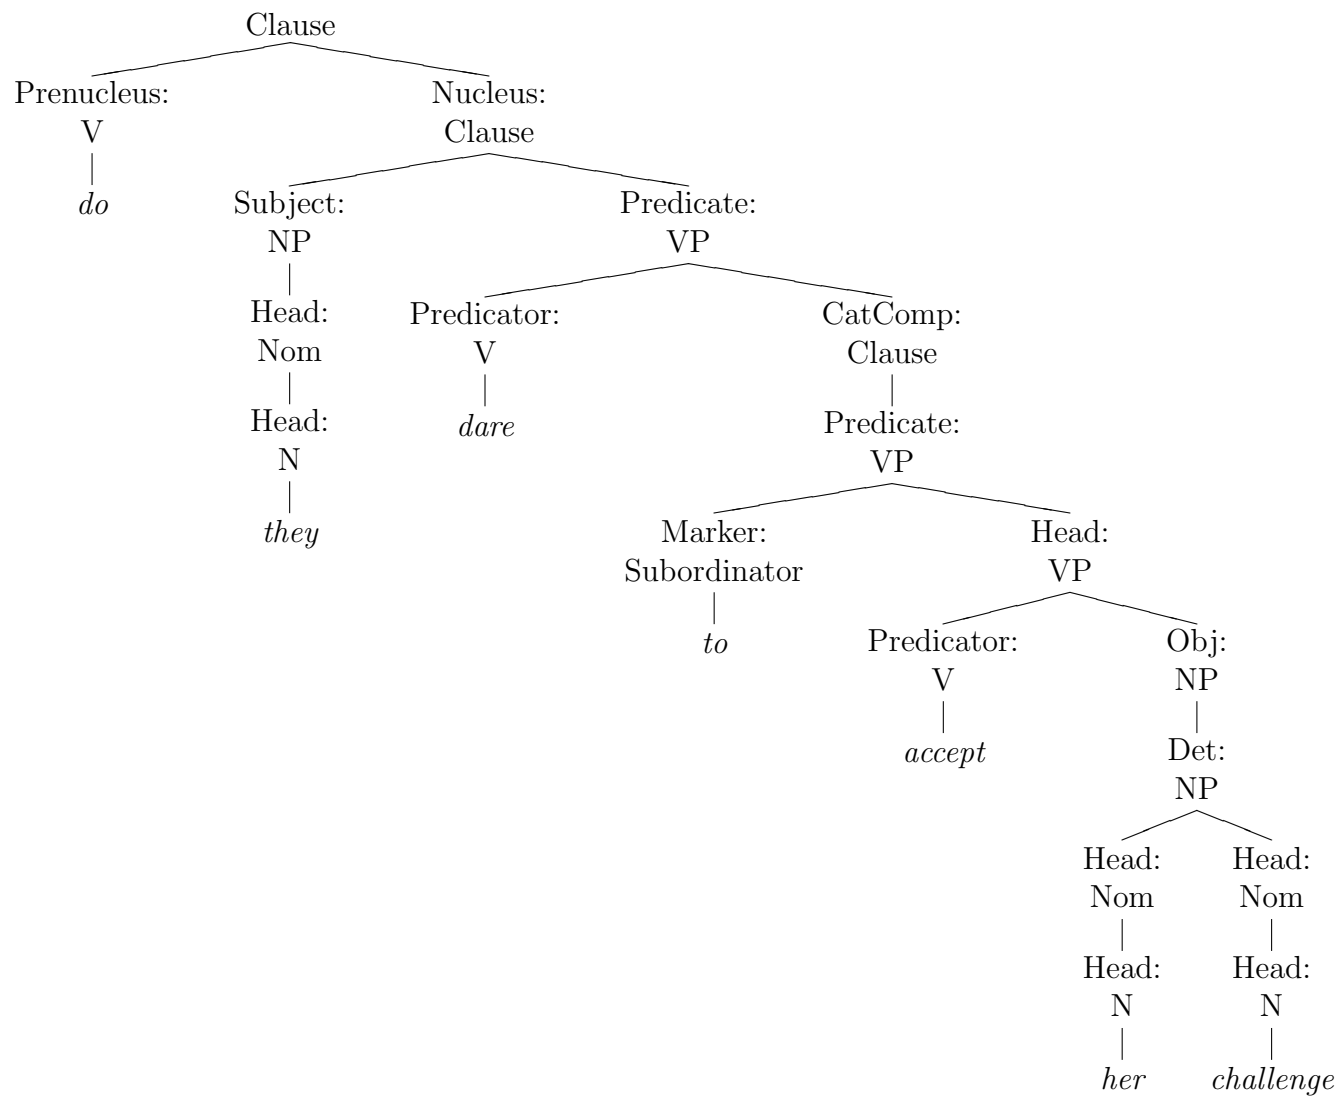 Clause
Prenucleus: Nucleus:
V Clause
do Subject: Predicate:
NP VP
Head: Predicator: CatComp:
Nom V Clause
Head: dare Predicate:
N VP
they Marker: Head:
Subordinator VP
to Predicator: Obj:
V NP
accept Det:
NP
Head: Head:
Nom Nom
Head: Head:
N N
her challenge